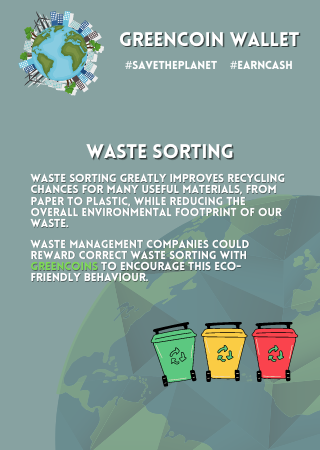 GREENCOIN WALLET
#SAVETHEPLANET #EARNCASH
WASTE SORTING
WASTE SORTING GREATLY IMPROVES RECYCLING
CHANCES FOR MANY USEFUL MATERIALS, FROM
PAPER TO PLASTIC, WHILE REDUCING THE
OVERALL ENVIRONMENTAL FOOTPRINT OF OUR
WASTE.
WASTE MANAGEMENT COMPANIES COULD
REWARD CORRECT WASTE SORTING WITH
GREENCOINS TO ENCOURAGE THIS ECO-
FRIENDLY BEHAVIOUR.